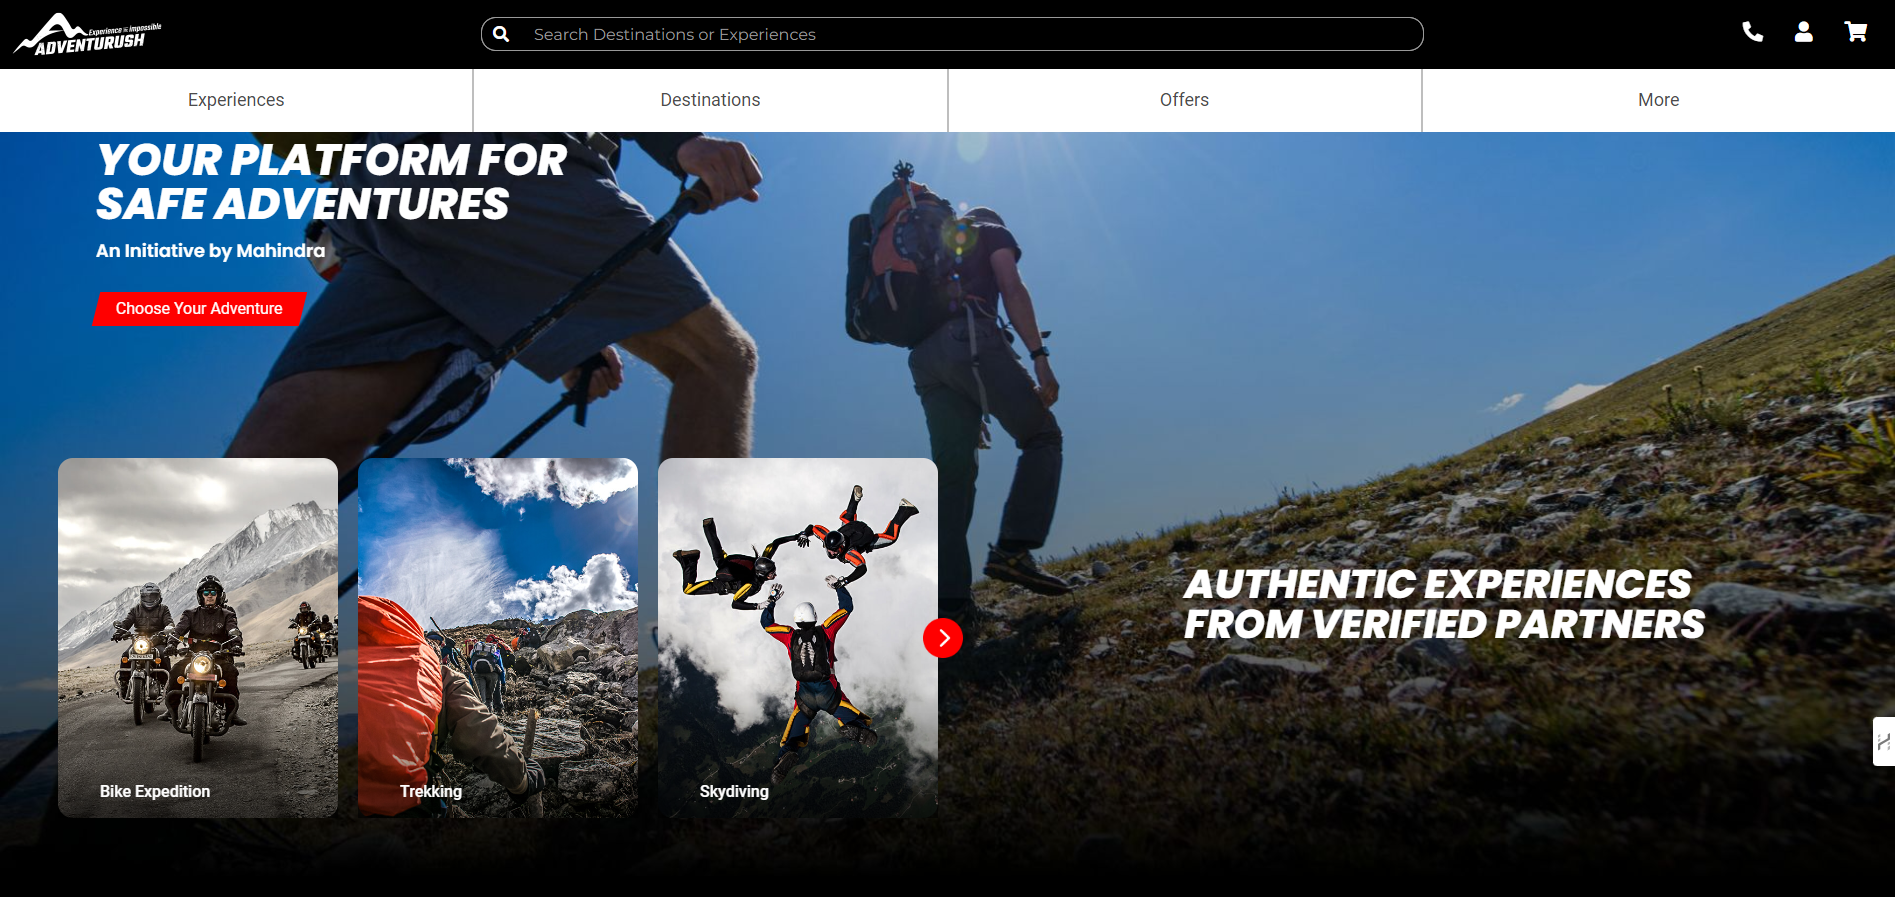 Experience the impossible
ADVENTURUSH
Search Destinations or Experiences
Experiences
Destinations
Offers
More
YOUR PLATFORM FOR
SAFE ADVENTURES
An Initiative by Mahindra
Choose Your Adventure
AUTHENTIC EXPERIENCES
FROM VERIFIED PARTNERS
Bike Expedition
Trekking
Skydiving